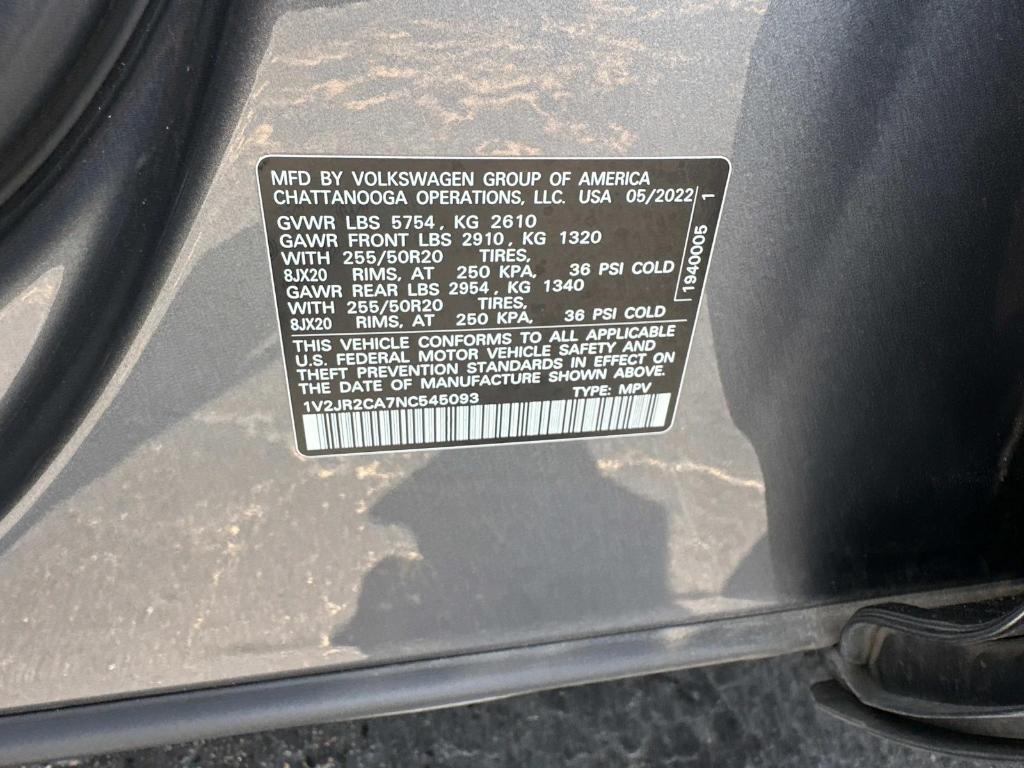 MFD BY VOLKSWAGEN GROUP OF AMERICA
CHATTANOOGA OPERATIONS, LLC. USA 05/2022
GVWR LBS 5754, KG 2610
GAWR FRONT LBS 2910, KG 1320
WITH 255/50R20 TIRES,
8JX20 RIMS, AT 250 KPA, 36 PSI COLD
GAWR REAR LBS 2954, KG 1340
WITH 255/50R20 TIRES,
8JX20 RIMS, AT 250 KPA, 36 PSI COLD
1940005 1
THIS VEHICLE CONFORMS TO ALL APPLICABLE
U.S. FEDERAL MOTOR VEHICLE SAFETY AND
THEFT PREVENTION STANDARDS IN EFFECT ON
THE DATE OF MANUFACTURE SHOWN ABOVE.
1V2JR2CA7NC545093 TYPE: MPV